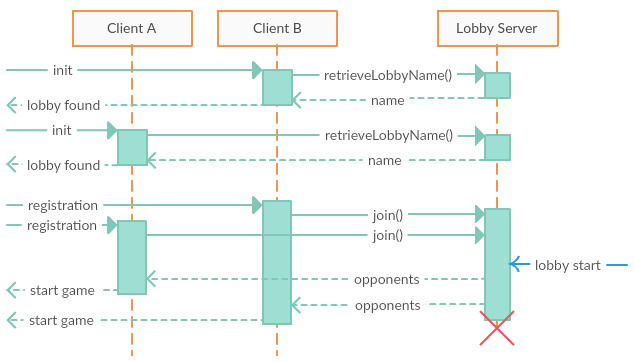 Client A
Client B
Lobby Server
init
retrieveLobbyName()
lobby found
name
init
retrieveLobbyName()
lobby found
name
registration
join()
registration
join()
lobby start
opponents
start game
opponents
start game